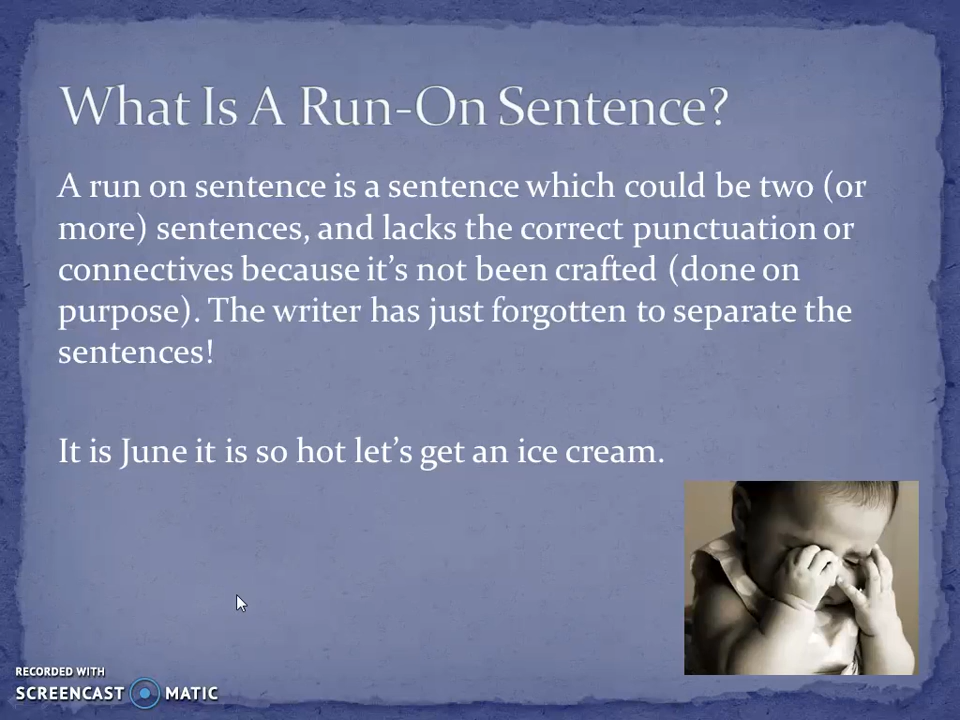 What Is A Run-On Sentence?
A run on sentence is a sentence which could be two (or
more) sentences, and lacks the correct punctuation or
connectives because it’s not been crafted (done on
purpose). The writer has just forgotten to separate the
sentences!
It is June it is so hot let’s get an ice cream.
RECORDED WITH
SCREENCAST MATIC